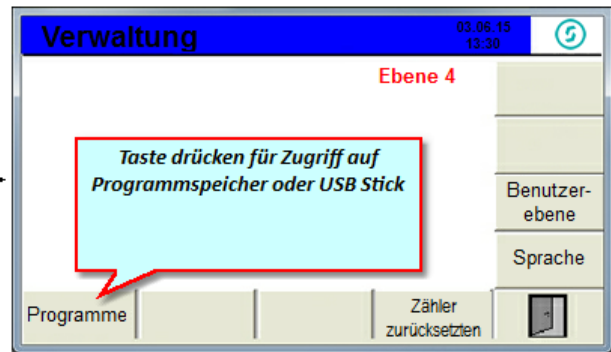 Verwaltung
03.06.15
13:30
Ebene 4
Taste drücken für Zugriff auf
Programmspeicher oder USB Stick
Benutzer-
ebene
Sprache
Programme
Zähler
zurücksetzten